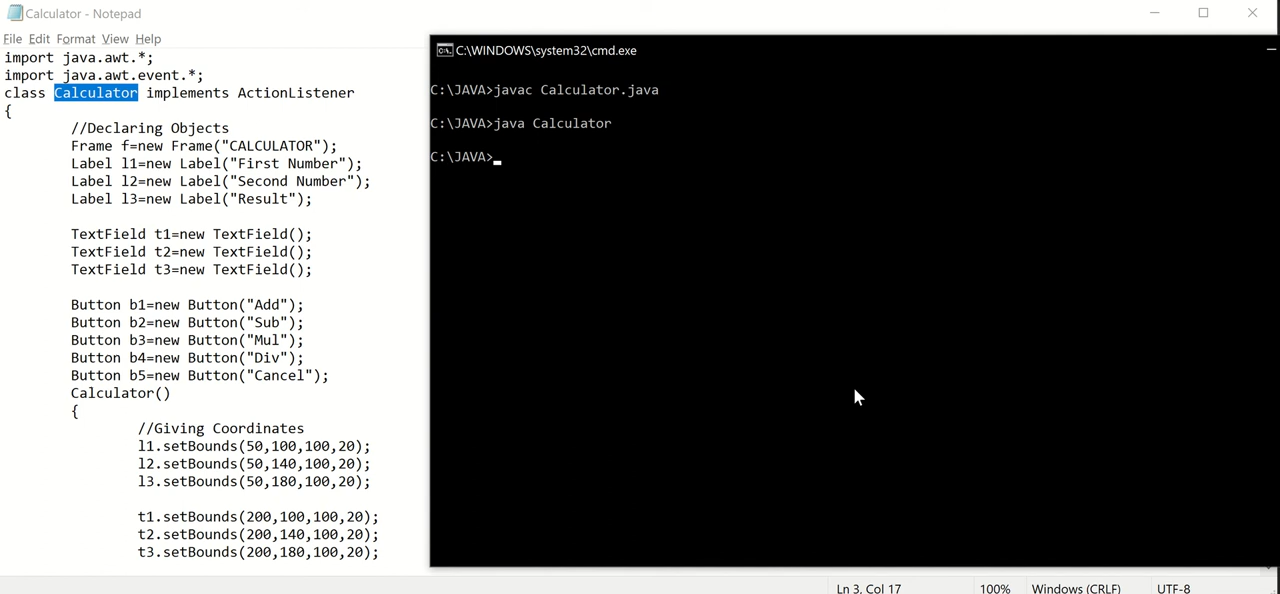 Calculator - Notepad
File Edit Format View Help
import java.awt.*;
import java.awt.event.*;
class Calculator implements ActionListener
{
//Declaring Objects
Frame f=new Frame("CALCULATOR");
Label l1=new Label("First Number");
Label l2=new Label("Second Number");
Label l3=new Label("Result");
TextField t1=new TextField();
TextField t2=new TextField();
TextField t3=new TextField();
Button b1=new Button("Add");
Button b2=new Button("Sub");
Button b3=new Button("Mul");
Button b4=new Button("Div");
Button b5=new Button("Cancel");
Calculator()
{
//Giving Coordinates
l1.setBounds(50,100,100,20);
l2.setBounds(50,140,100,20);
l3.setBounds(50,180,100,20);
t1.setBounds(200,100,100,20);
t2.setBounds(200,140,100,20);
t3.setBounds(200,180,100,20);
C:\WINDOWS\system32\cmd.exe
C:\JAVA>javac Calculator.java
C:\JAVA>java Calculator
C:\JAVA>
Ln 3, Col 17 100% Windows (CRLF) UTF-8